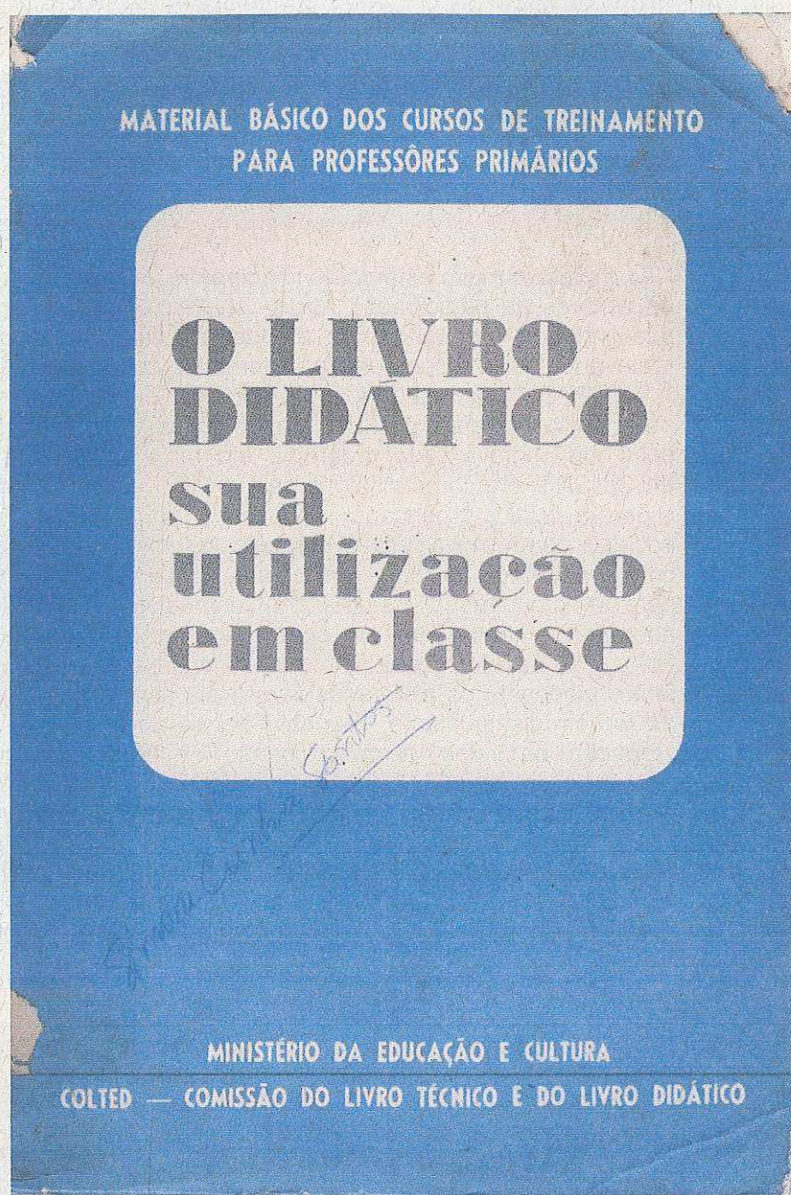 MATERIAL BÁSICO DOS CURSOS DE TREINAMENTO
PARA PROFESSÔRES PRIMÁRIOS
O LIVRO
DIDÁTICO
sua
utilização
em classe
Santos
MINISTÉRIO DA EDUCAÇÃO E CULTURA
COLTED — COMISSÃO DO LIVRO TÉCNICO E DO LIVRO DIDÁTICO